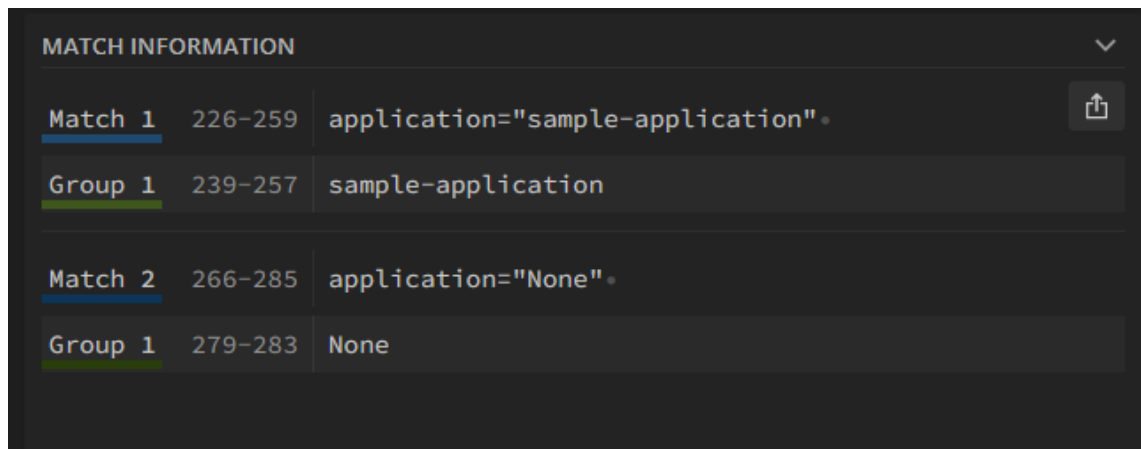 MATCH INFORMATION
Match 1 226-259 application="sample-application"•
Group 1 239-257 sample-application
Match 2 266-285 application="None"•
Group 1 279-283 None